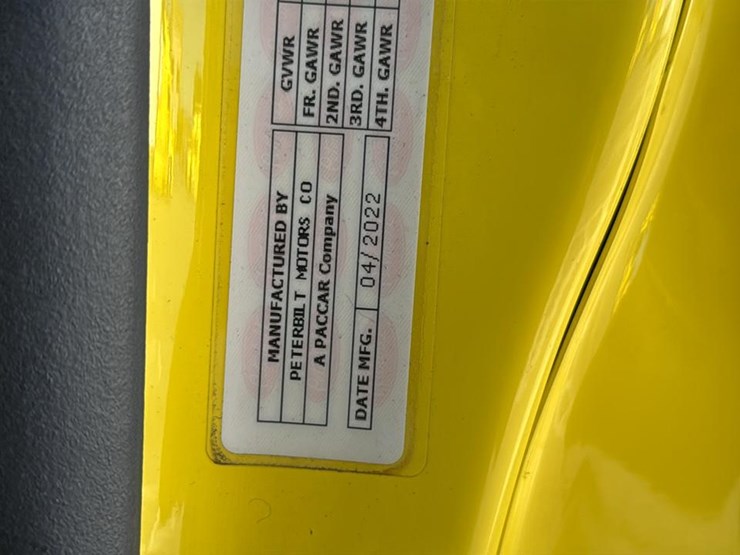 MANUFACTURED BY
PETERBILT MOTORS CO
A PACCAR Company
DATE MFG. 04/2022
GVWR
FR. GAWR
2ND. GAWR
3RD. GAWR
4TH. GAWR